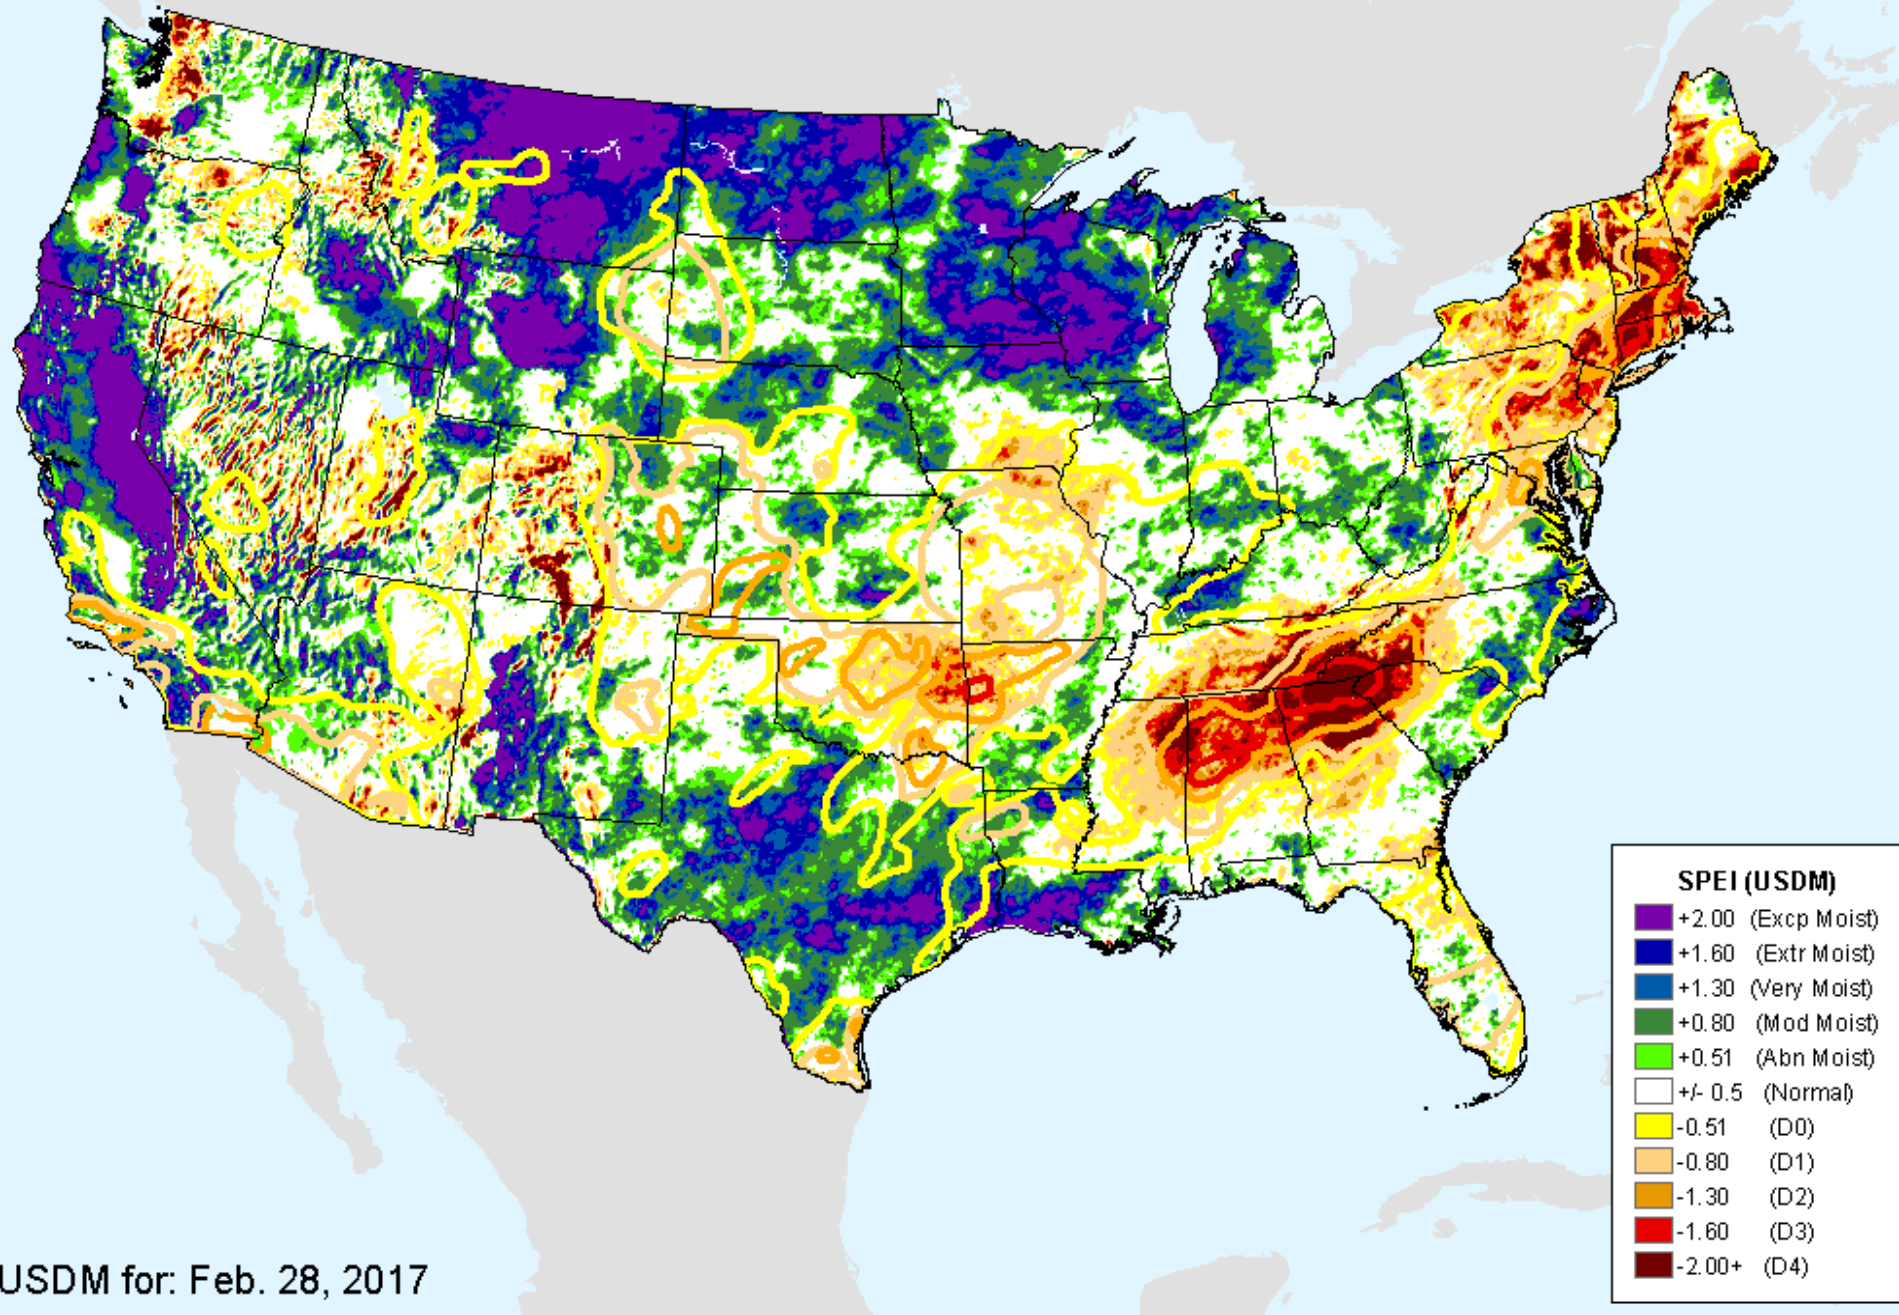 SPEI (USDM)
+2.00 (Excp Moist)
+1.60 (Extr Moist)
+1.30 (Very Moist)
+0.80 (Mod Moist)
+0.51 (Abn Moist)
+/- 0.5 (Normal)
-0.51 (D0)
-0.80 (D1)
-1.30 (D2)
-1.60 (D3)
-2.00+ (D4)
USDM for: Feb. 28, 2017